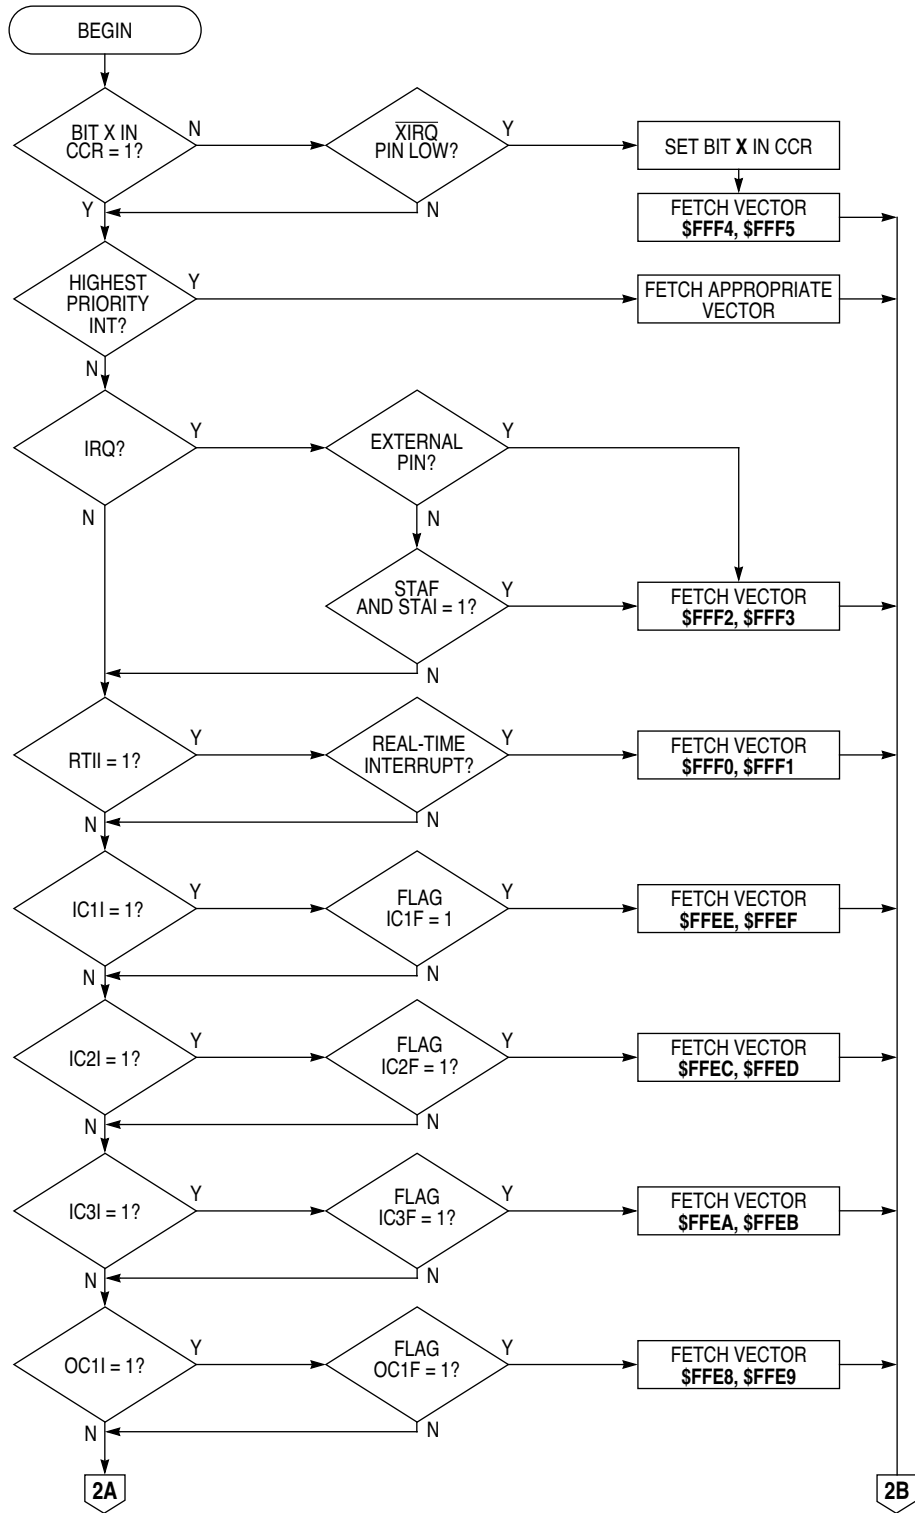 BEGIN
BIT X IN
CCR = 1?
N
XIRQ
PIN LOW?
Y
SET BIT X IN CCR
Y
N
FETCH VECTOR
$FFF4, $FFF5
HIGHEST
PRIORITY
INT?
Y
FETCH APPROPRIATE
VECTOR
N
IRQ?
Y
EXTERNAL
PIN?
Y
N
N
STAF
AND STAI = 1?
Y
FETCH VECTOR
$FFF2, $FFF3
N
RTII = 1?
Y
REAL-TIME
INTERRUPT?
Y
FETCH VECTOR
$FFF0, $FFF1
N
N
IC1I = 1?
Y
FLAG
IC1F = 1
Y
FETCH VECTOR
$FFEE, $FFEF
N
N
IC2I = 1?
Y
FLAG
IC2F = 1?
Y
FETCH VECTOR
$FFEC, $FFED
N
N
IC3I = 1?
Y
FLAG
IC3F = 1?
Y
FETCH VECTOR
$FFEA, $FFEB
N
N
OC1I = 1?
Y
FLAG
OC1F = 1?
Y
FETCH VECTOR
$FFE8, $FFE9
N
N
2A
2B